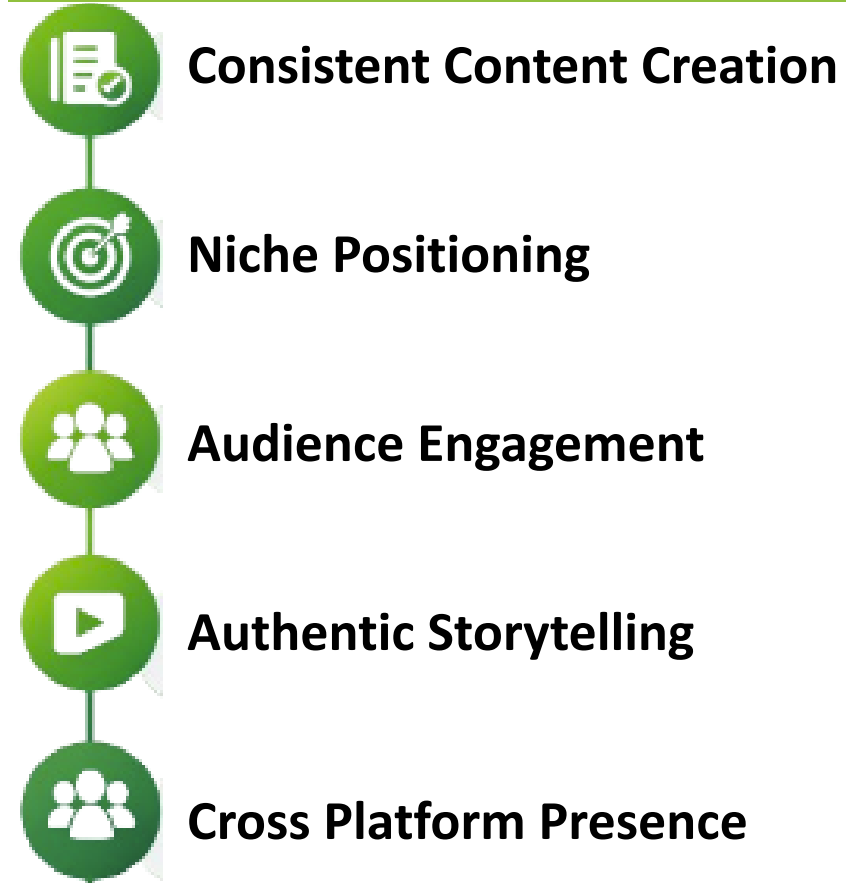 Consistent Content Creation
Niche Positioning
Audience Engagement
Authentic Storytelling
Cross Platform Presence